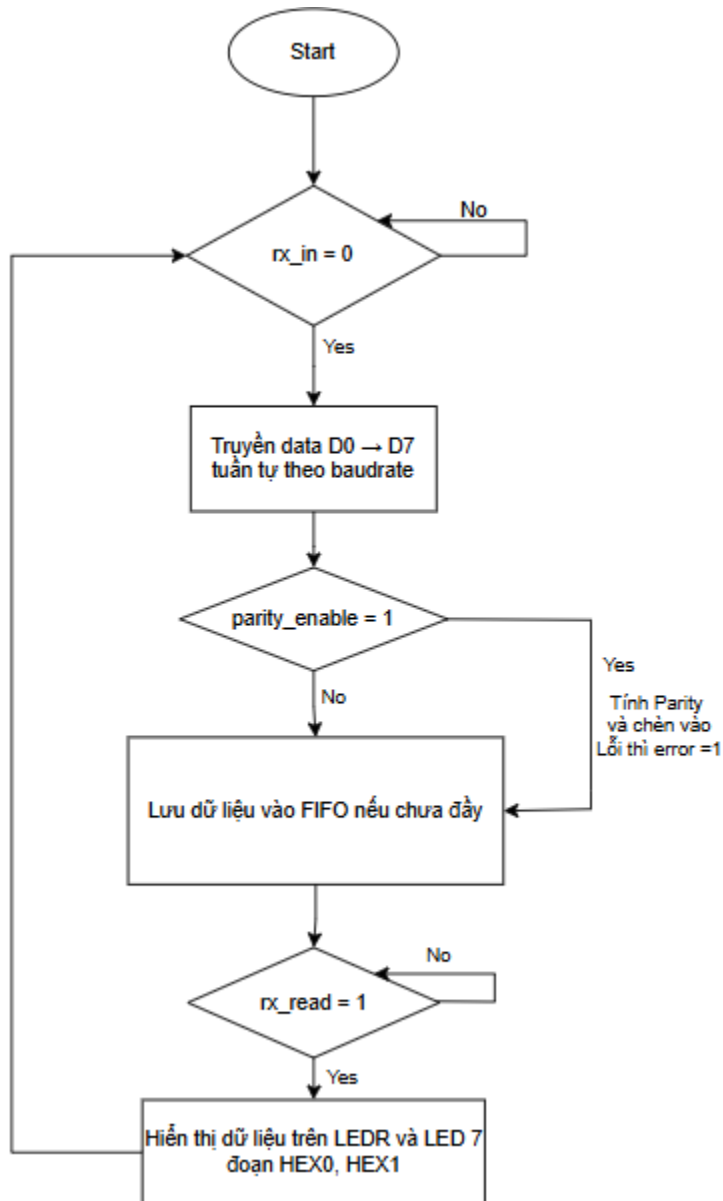 Start
No
rx_in = 0
Yes
Truyền data D0 → D7
tuần tự theo baudrate
parity_enable = 1
Yes
Tính Parity
và chèn vào
Lỗi thì error =1
No
Lưu dữ liệu vào FIFO nếu chưa đầy
No
rx_read = 1
Yes
Hiển thị dữ liệu trên LEDR và LED 7
đoạn HEX0, HEX1